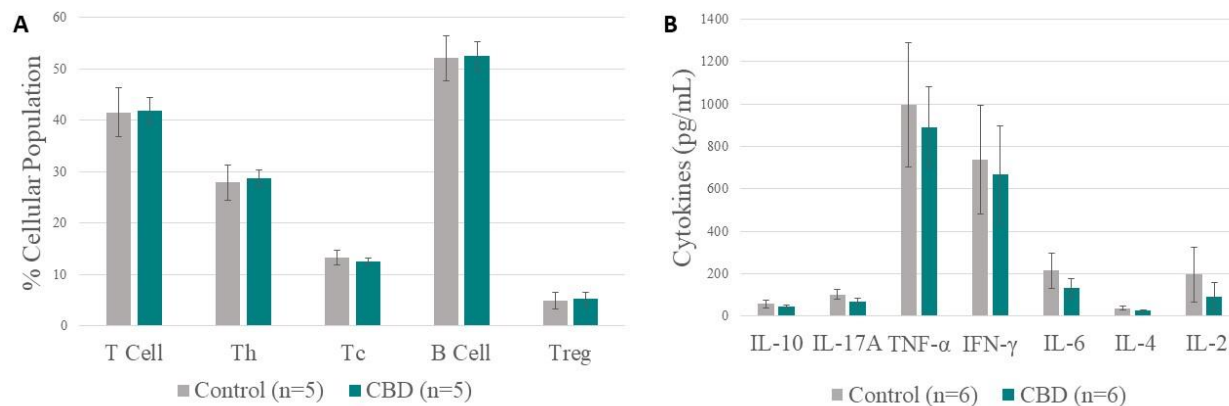 A
% Cellular Population
60
50
40
30
20
10
0
T Cell Th Tc B Cell Treg
Control (n=5) CBD (n=5)
B
Cytokines (pg/mL)
1400
1200
1000
800
600
400
200
0
IL-10 IL-17A TNF-α IFN-γ IL-6 IL-4 IL-2
Control (n=6) CBD (n=6)